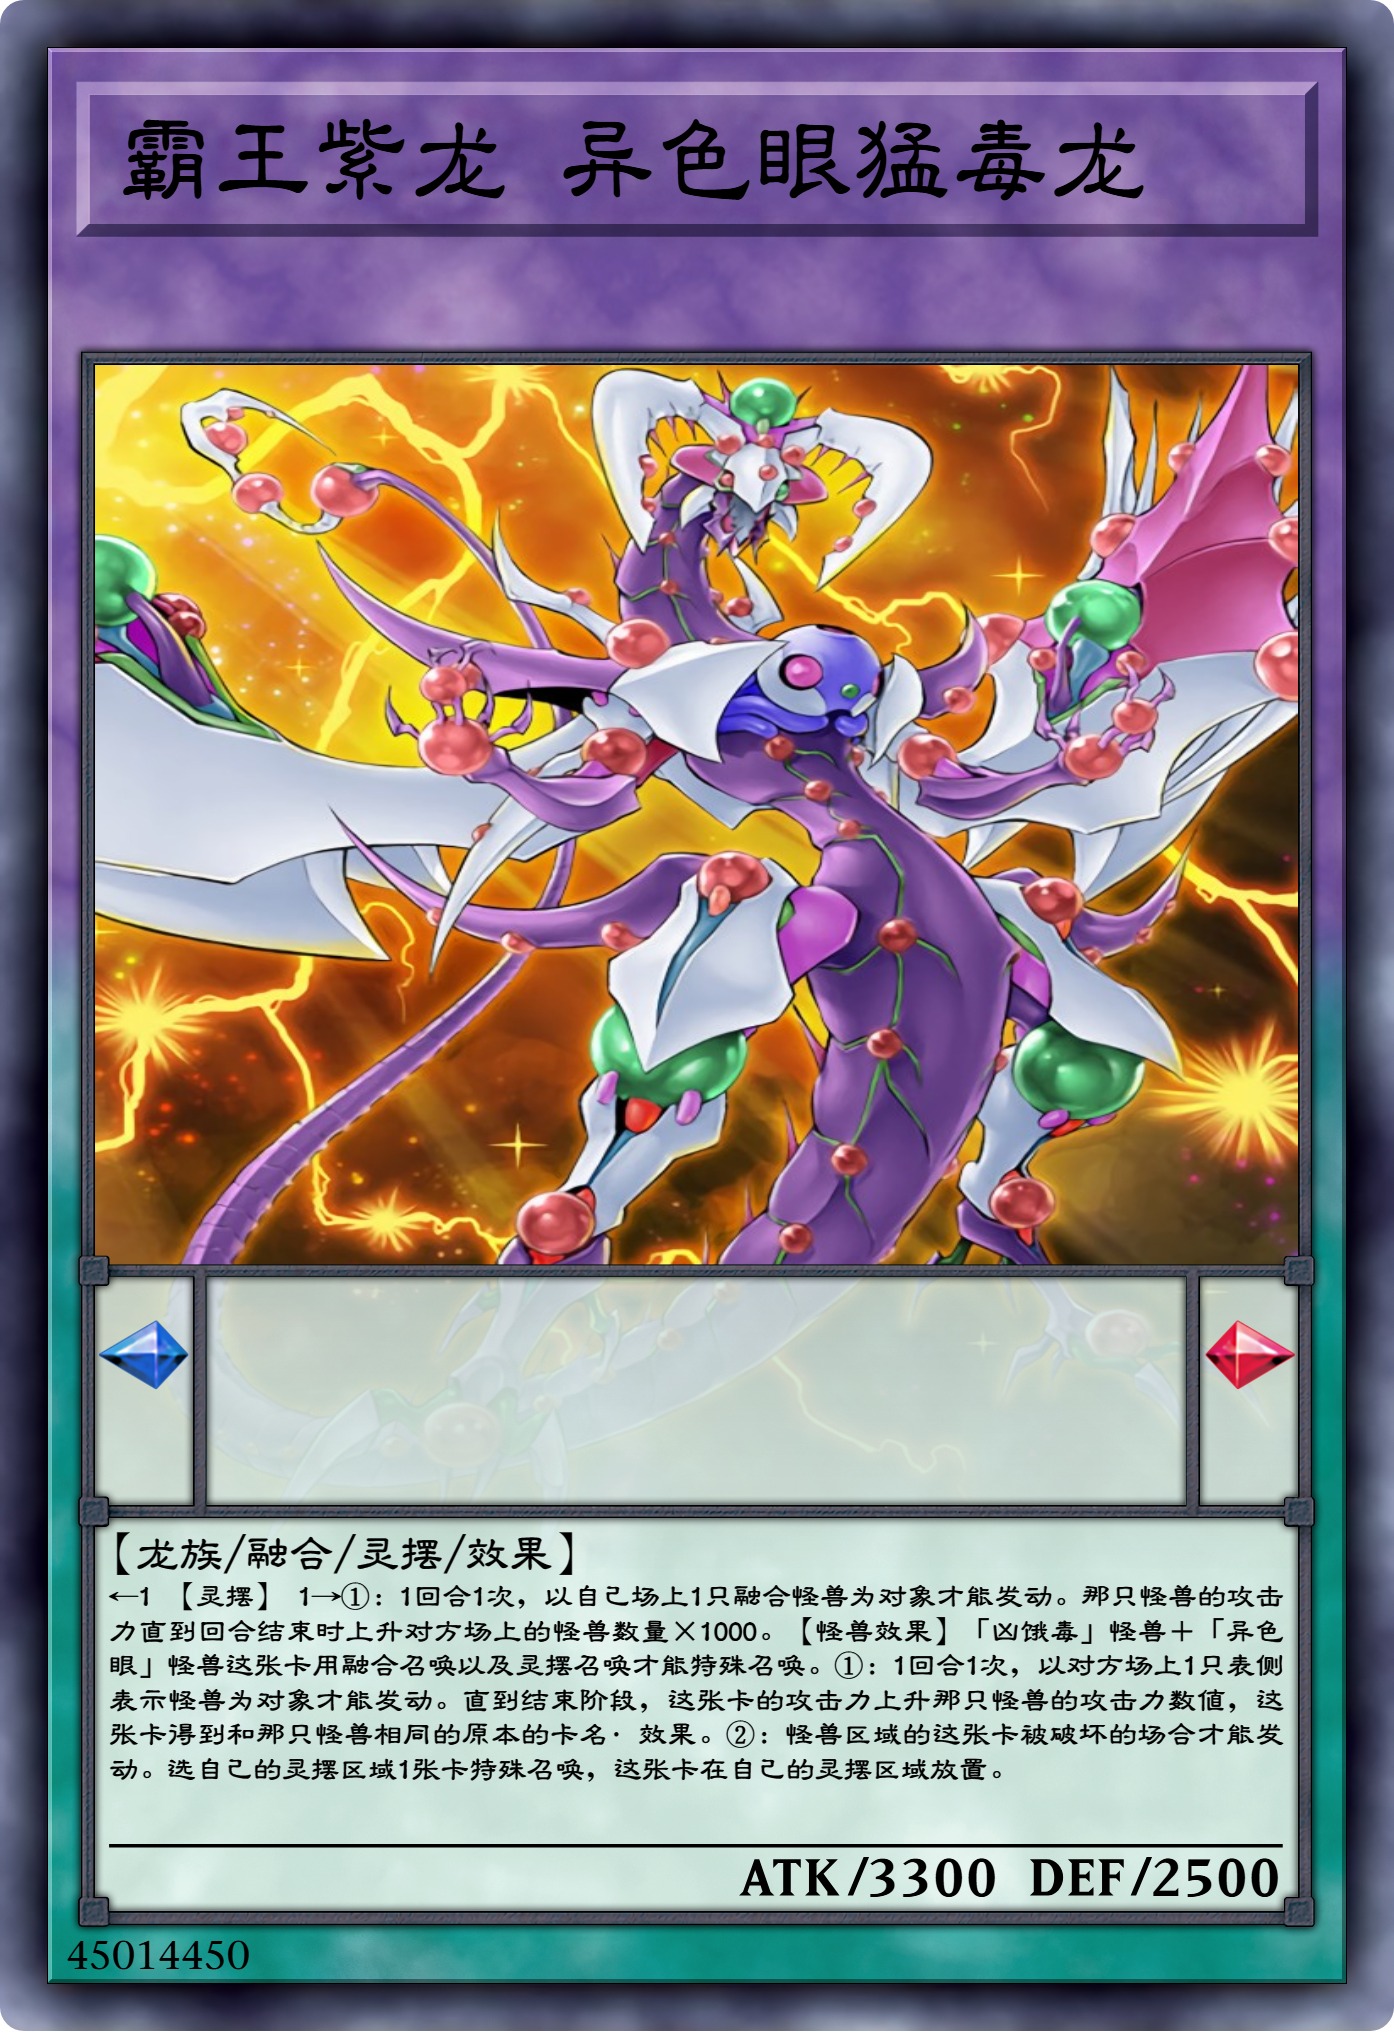 霸王紫龙 异色眼猛毒龙
【龙族/融合/灵摆/效果】
←1 【灵摆】 1→①：1回合1次，以自己场上1只融合怪兽为对象才能发动。那只怪兽的攻击
力直到回合结束时上升对方场上的怪兽数量×1000。【怪兽效果】「凶饿毒」怪兽＋「异色
眼」怪兽这张卡用融合召唤以及灵摆召唤才能特殊召唤。①：1回合1次，以对方场上1只表侧
表示怪兽为对象才能发动。直到结束阶段，这张卡的攻击力上升那只怪兽的攻击力数值，这
张卡得到和那只怪兽相同的原本的卡名·效果。②：怪兽区域的这张卡被破坏的场合才能发
动。选自己的灵摆区域1张卡特殊召唤，这张卡在自己的灵摆区域放置。
ATK/3300 DEF/2500
45014450